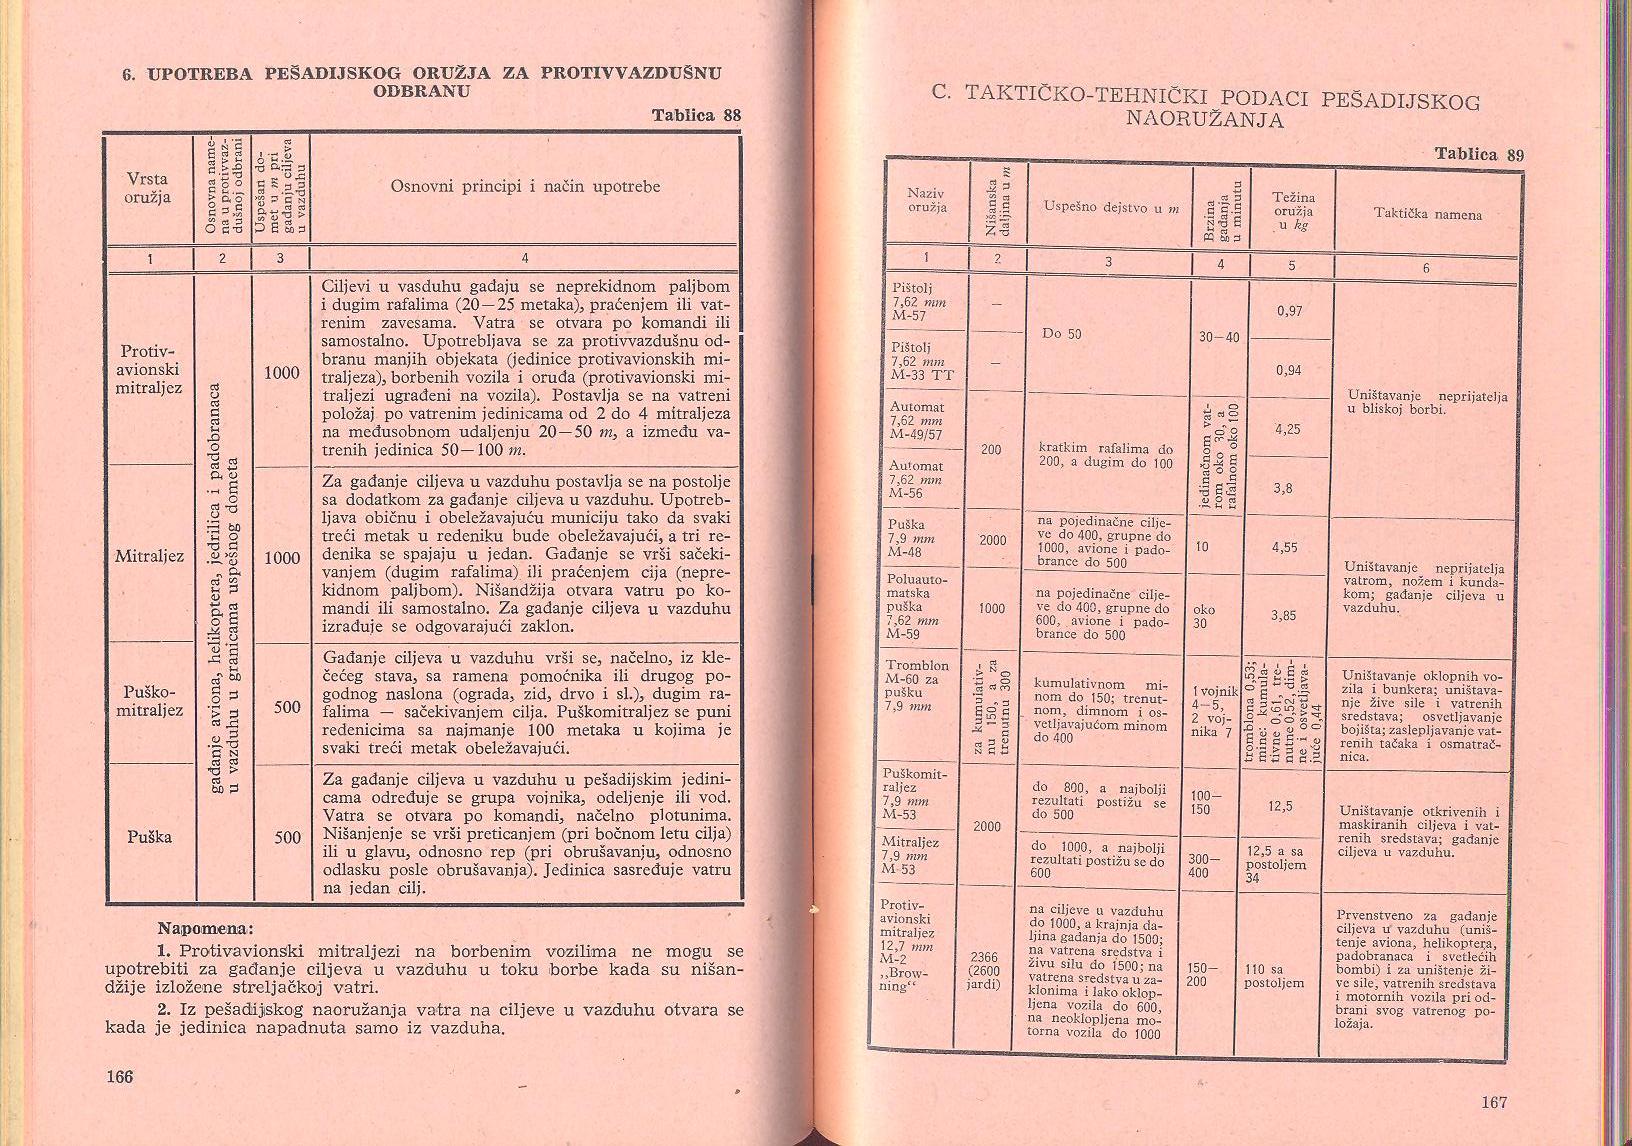 6. UPOTREBA PEŠADIJSKOG ORUŽJA ZA PROTIVVAZDUŠNU
ODBRANU
Tablica 88
Vrsta
oružja
Osnovna name-
na u protivvaz-
dušnoj odbrani
Uspešan do-
met u m pri
gađanju ciljeva
u vazduhu
Osnovni principi i način upotrebe
1
2
3
4
Protiv-
avionski
mitraljez
gađanje aviona, helikoptera, jedrilica i padobranaca
u vazduhu u granicama uspešnog dometa
1000
Ciljevi u vasduhu gađaju se neprekidnom paljbom
i dugim rafalima (20—25 metaka), praćenjem ili vat-
renim zavesama. Vatra se otvara po komandi ili
samostalno. Upotrebljava se za protivvazdušnu od-
branu manjih objekata (jedinice protivavionskih mi-
traljeza), borbenih vozila i oruđa (protivavionski mi-
traljezi ugrađeni na vozila). Postavlja se na vatreni
položaj po vatrenim jedinicama od 2 do 4 mitraljeza
na međusobnom udaljenju 20—50 m, a između va-
trenih jedinica 50—100 m.
Mitraljez
1000
Za gađanje ciljeva u vazduhu postavlja se na postolje
sa dodatkom za gađanje ciljeva u vazduhu. Upotreb-
ljava običnu i obeležavajuću municiju tako da svaki
treći metak u redeniku bude obeležavajući, a tri re-
denika se spajaju u jedan. Gađanje se vrši sačeki-
vanjem (dugim rafalima) ili praćenjem cija (nepre-
kidnom paljbom). Nišandžija otvara vatru po ko-
mandi ili samostalno. Za gađanje ciljeva u vazduhu
izrađuje se odgovarajući zaklon.
Puško-
mitraljez
500
Gađanje ciljeva u vazduhu vrši se, načelno, iz kle-
čećeg stava, sa ramena pomoćnika ili drugog po-
godnog naslona (ograda, zid, drvo i sl.), dugim ra-
falima — sačekivanjem cilja. Puškomitraljez se puni
redenicima sa najmanje 100 metaka u kojima je
svaki treći metak obeležavajući.
Puška
500
Za gađanje ciljeva u vazduhu u pešadijskim jedini-
cama određuje se grupa vojnika, odeljenje ili vod.
Vatra se otvara po komandi, načelno plotunima.
Nišanjenje se vrši preticanjem (pri bočnom letu cilja)
ili u glavu, odnosno rep (pri obrušavanju, odnosno
odlasku posle obrušavanja). Jedinica sasređuje vatru
na jedan cilj.
Napomena:
1. Protivavionski mitraljezi na borbenim vozilima ne mogu se
upotrebiti za gađanje ciljeva u vazduhu u toku borbe kada su nišan-
džije izložene streljačkoj vatri.
2. Iz pešadijskog naoružanja vatra na ciljeve u vazduhu otvara se
kada je jedinica napadnuta samo iz vazduha.
166
C. TAKTIČKO-TEHNIČKI PODACI PEŠADIJSKOG
NAORUŽANJA
Tablica 89
Naziv
oružja
Nišanska
daljina u m
Uspešno dejstvo u m
Brzina
gađanja
u minutu
Težina
oružja
u kg
Taktička namena
1
2
3
4
5
6
Pištolj
7,62 mm
M-57
—
Do 50
30—40
0,97
Uništavanje neprijatelja
u bliskoj borbi.
Pištolj
7,62 mm
M-33 TT
—
0,94
Automat
7,62 mm
M-49/57
200
kratkim rafalima do
200, a dugim do 100
jedinačnom vat-
rom oko 30, a
rafalnom oko 100
4,25
Automat
7,62 mm
M-56
3,8
Puška
7,9 mm
M-48
2000
na pojedinačne cilje-
ve do 400, grupne do
1000, avione i pado-
brance do 500
10
4,55
Uništavanje neprijatelja
vatrom, nožem i kunda-
kom; gađanje ciljeva u
vazduhu.
Poluauto-
matska
puška
7,62 mm
M-59
1000
na pojedinačne cilje-
ve do 400, grupne do
600, avione i pado-
brance do 500
oko
30
3,85
Tromblon
M-60 za
pušku
7,9 mm
za kumulativ-
nu 150, a za
trenutnu 300
kumulativnom mi-
nom do 150; trenut-
nom, dimnom i os-
vetljavajućom minom
do 400
1 vojnik
4—5,
2 voj-
nika 7
tromblona 0,53;
mine: kumula-
tivne 0,61, tre-
nutne 0,52, dim-
ne i osvetljava-
juće 0,44
Uništavanje oklopnih vo-
zila i bunkera; uništava-
nje žive sile i vatrenih
sredstava; osvetljavanje
bojišta; zaslepljavanje vat-
renih tačaka i osmatrač-
nica.
Puškomit-
raljez
7,9 mm
M-53
2000
do 800, a najbolji
rezultati postižu se
do 500
100—
150
12,5
Uništavanje otkrivenih i
maskiranih ciljeva i vat-
renih sredstava; gađanje
ciljeva u vazduhu.
Mitraljez
7,9 mm
M-53
do 1000, a najbolji
rezultati postižu se do
600
300—
400
12,5 a sa
postoljem
34
Protiv-
avionski
mitraljez
12,7 mm
M-2
„Brow-
ning“
2366
(2600
jardi)
na ciljeve u vazduhu
do 1000, a krajnja da-
ljina gađanja do 1500;
na vatrena sredstva i
živu silu do 1500; na
vatrena sredstva u za-
klonima i lako oklop-
ljena vozila do 600,
na neoklopljena mo-
torna vozila do 1000
150—
200
110 sa
postoljem
Prvenstveno za gađanje
ciljeva u vazduhu (uniš-
tenje aviona, helikoptera,
padobranaca i svetlećih
bombi) i za uništenje ži-
ve sile, vatrenih sredstava
i motornih vozila pri od-
brani svog vatrenog po-
ložaja.
167